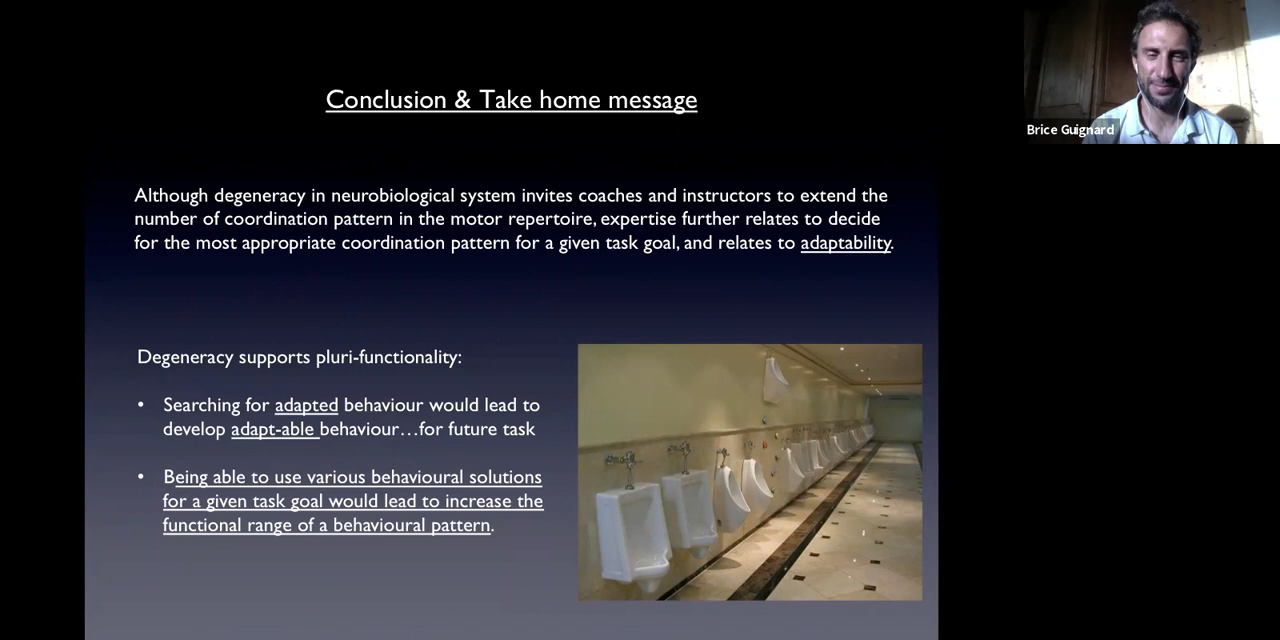 Conclusion & Take home message
Brice Guignard
Although degeneracy in neurobiological system invites coaches and instructors to extend the
number of coordination pattern in the motor repertoire, expertise further relates to decide
for the most appropriate coordination pattern for a given task goal, and relates to adaptability.
Degeneracy supports pluri-functionality:
• Searching for adapted behaviour would lead to
develop adapt-able behaviour…for future task
• Being able to use various behavioural solutions
for a given task goal would lead to increase the
functional range of a behavioural pattern.